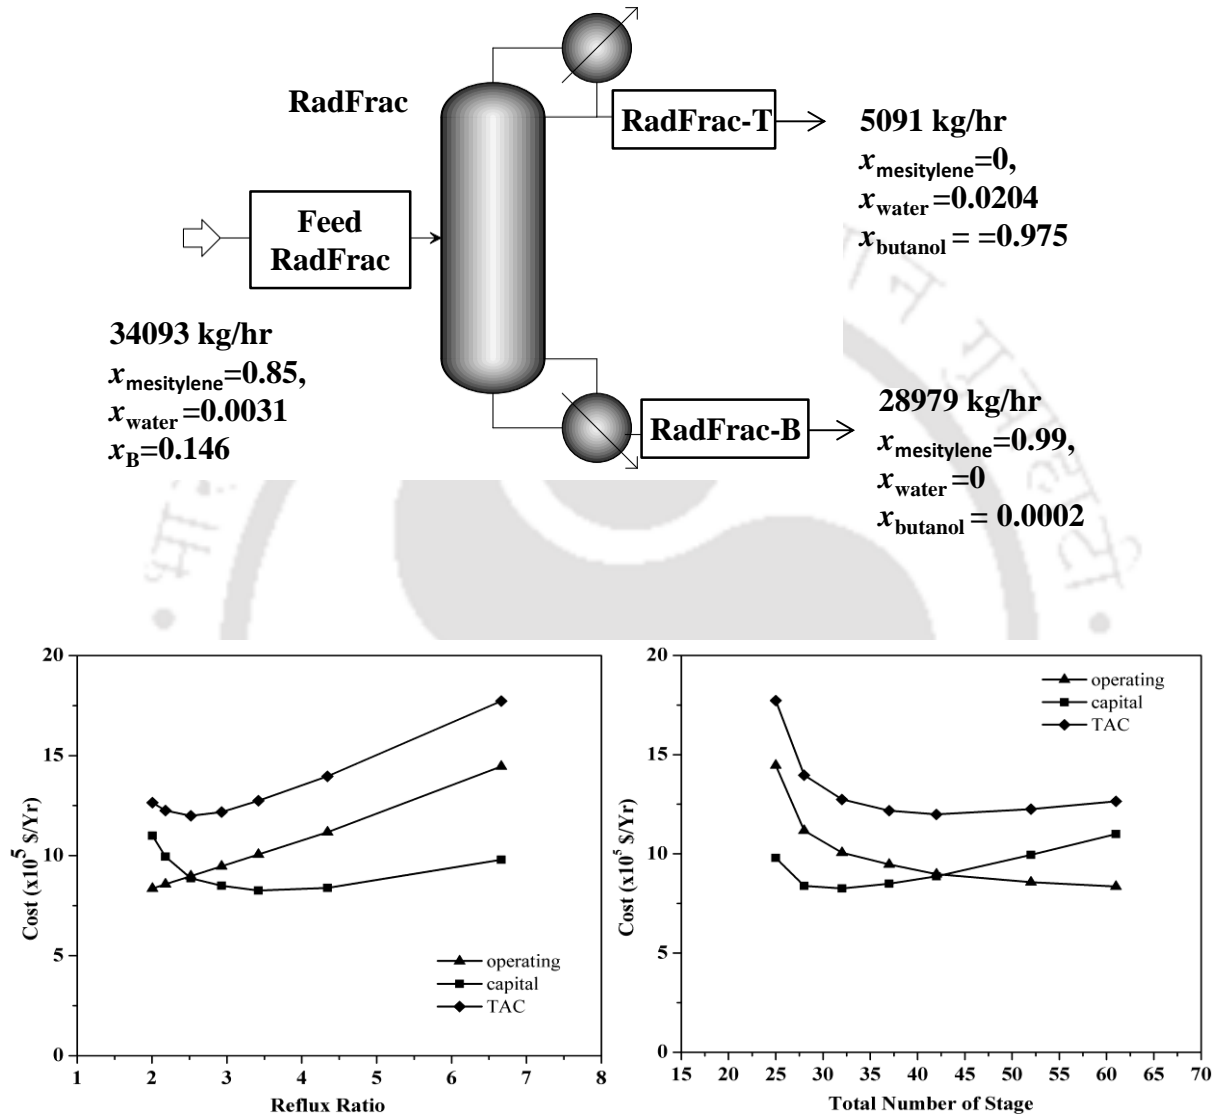 RadFrac
RadFrac-T
5091 kg/hr
xmesitylene=0,
xwater=0.0204
xbutanol = =0.975
Feed
RadFrac
34093 kg/hr
xmesitylene=0.85,
xwater=0.0031
xB=0.146
RadFrac-B
28979 kg/hr
xmesitylene=0.99,
xwater=0
xbutanol = 0.0002
Cost (x10⁵ $/Yr)
20
15
10
5
0
operating
capital
TAC
1 2 3 4 5 6 7 8
Reflux Ratio
Cost (x10⁵ $/Yr)
20
15
10
5
0
operating
capital
TAC
15 20 25 30 35 40 45 50 55 60 65 70
Total Number of Stage